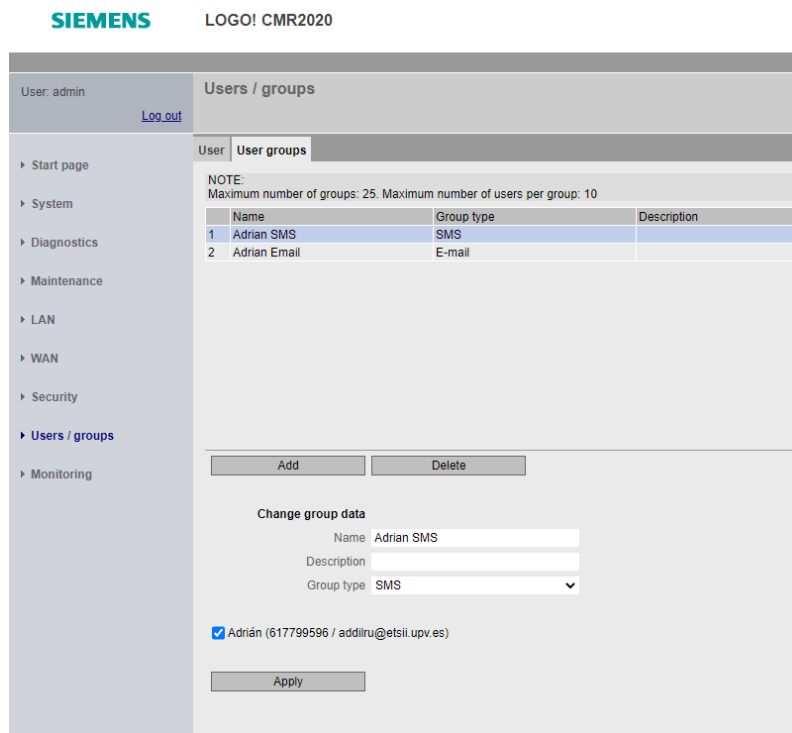 SIEMENS LOGO! CMR2020
User: admin
Log out
Users / groups
Start page
System
Diagnostics
Maintenance
LAN
WAN
Security
Users / groups
Monitoring
User User groups
NOTE:
Maximum number of groups: 25. Maximum number of users per group: 10
Name Group type Description
1 Adrian SMS SMS
2 Adrian Email E-mail
Add Delete
Change group data
Name Adrian SMS
Description
Group type SMS
Adrián (617799596 / addilru@etsii.upv.es)
Apply